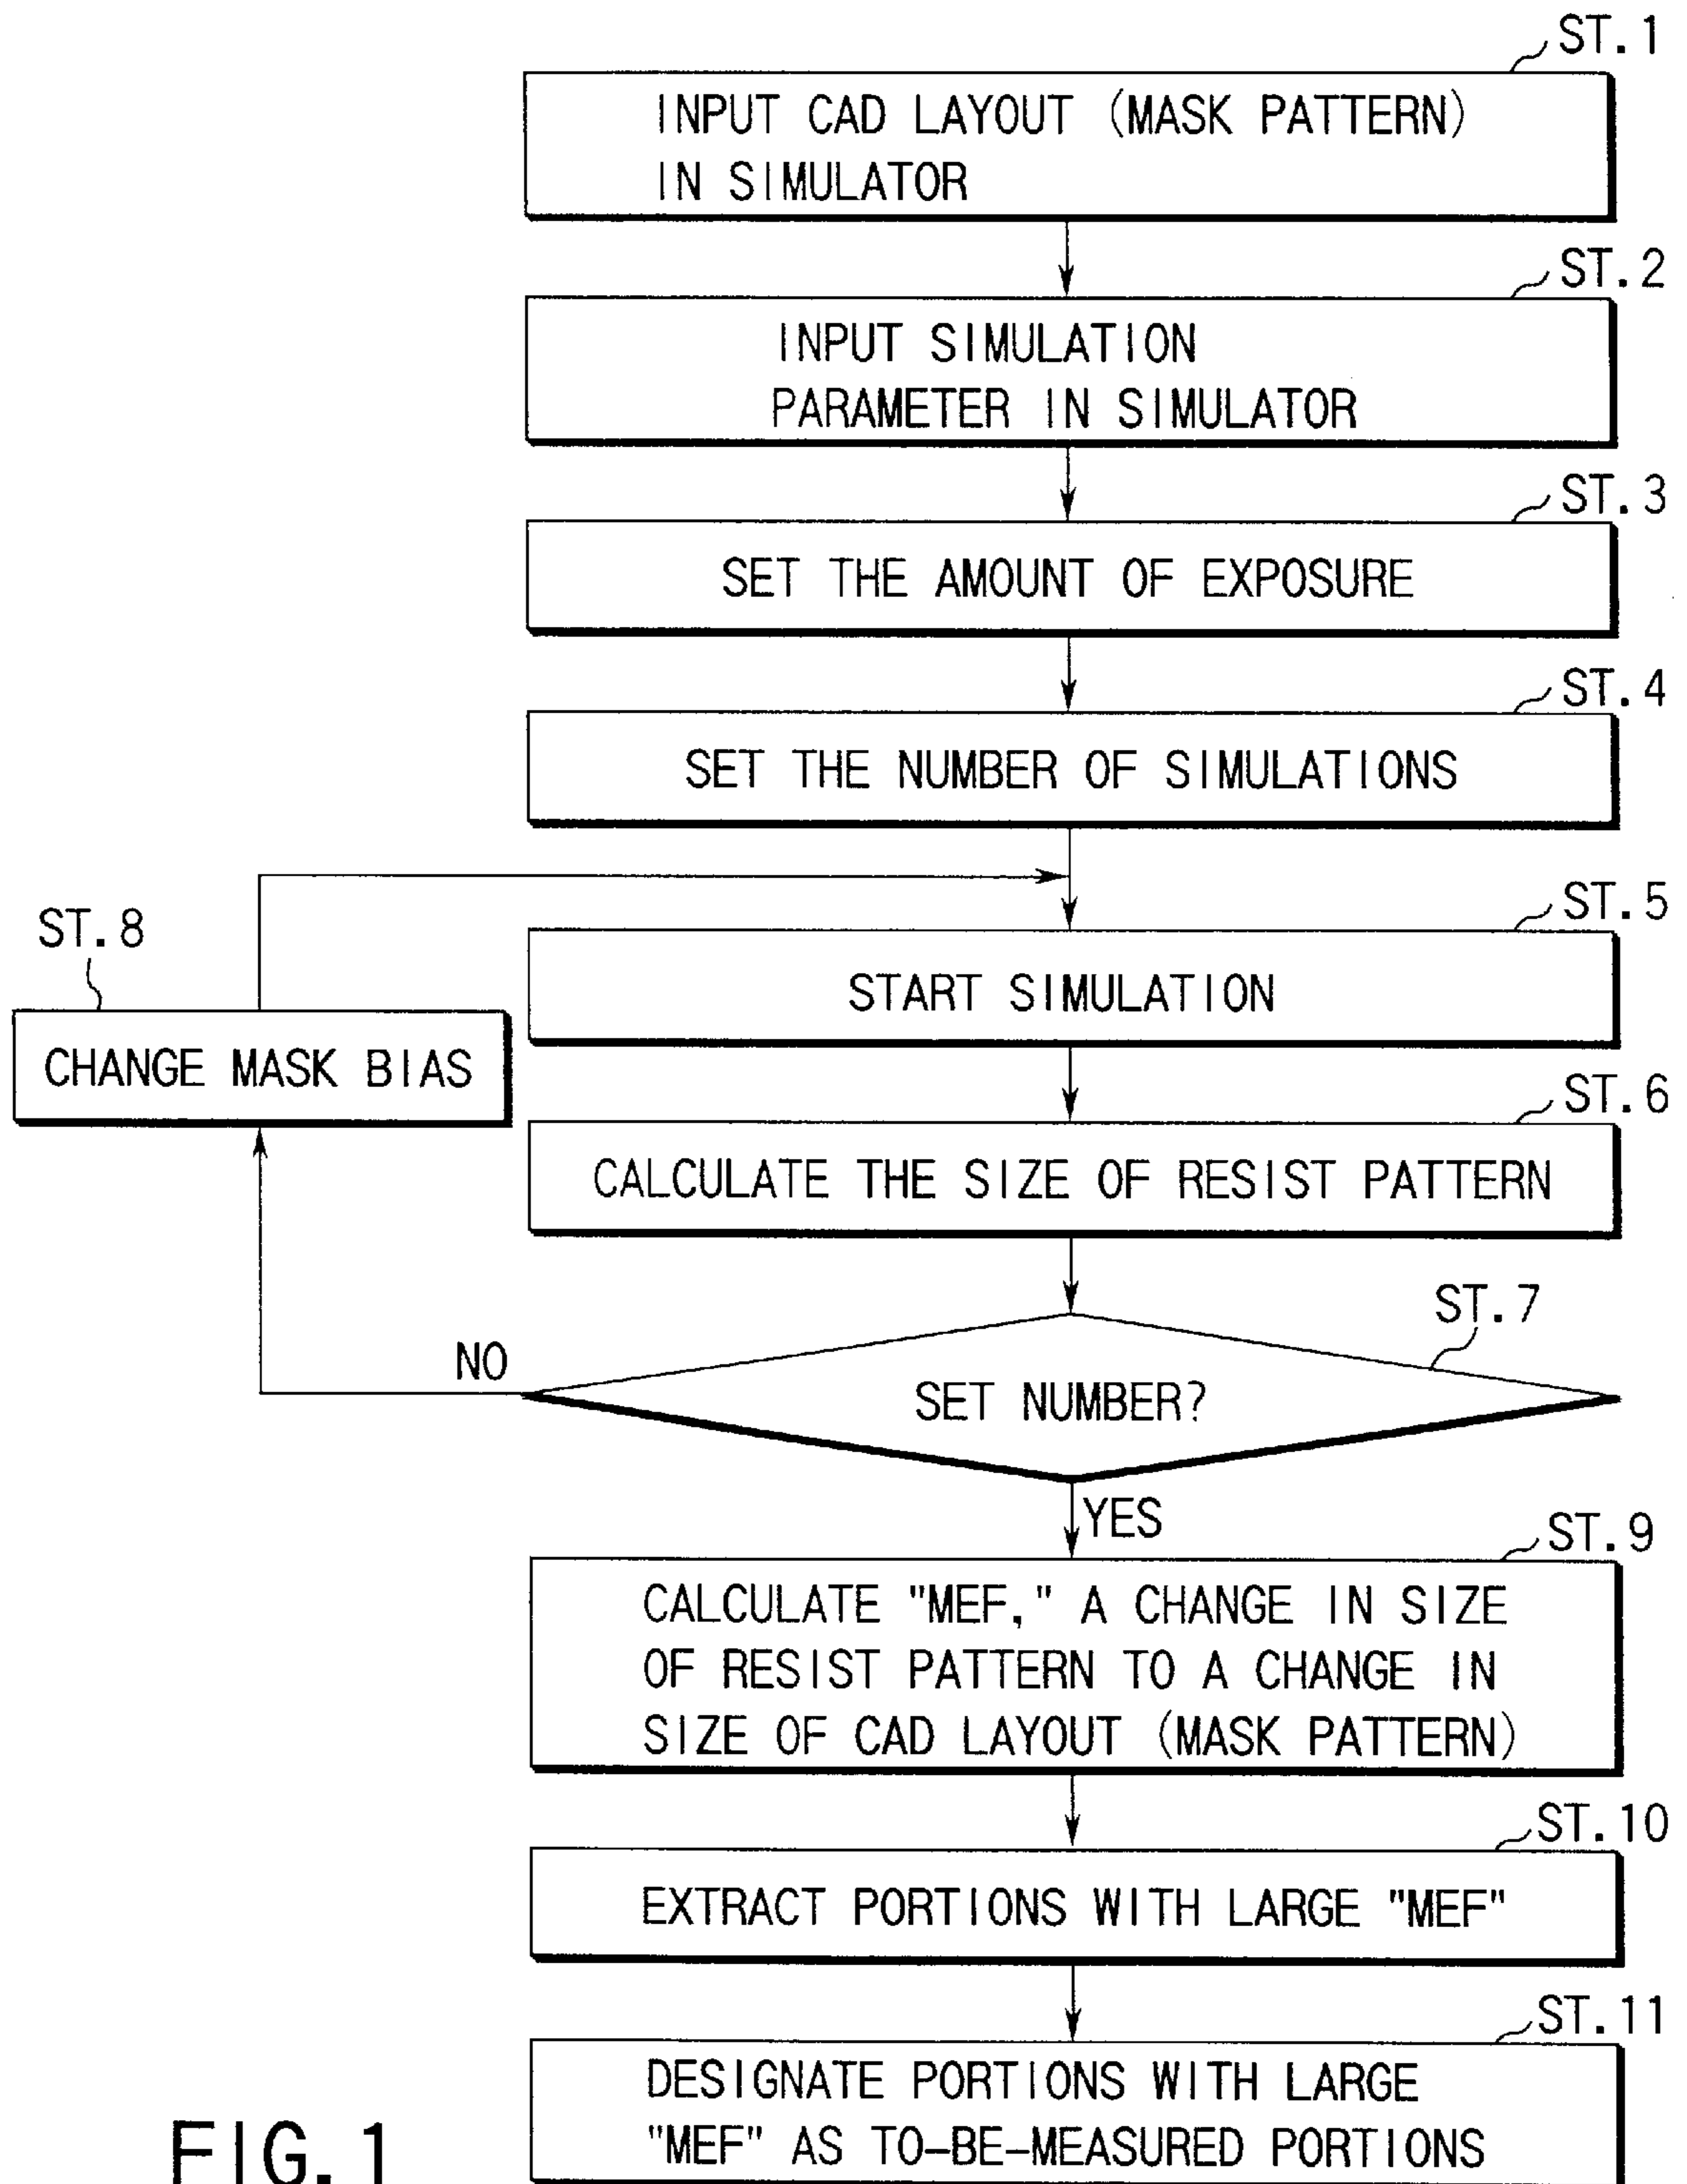 ST.1
INPUT CAD LAYOUT (MASK PATTERN)
IN SIMULATOR
ST.2
INPUT SIMULATION
PARAMETER IN SIMULATOR
ST.3
SET THE AMOUNT OF EXPOSURE
ST.4
SET THE NUMBER OF SIMULATIONS
ST.5
START SIMULATION
ST.8
CHANGE MASK BIAS
ST.6
CALCULATE THE SIZE OF RESIST PATTERN
ST.7
SET NUMBER?
NO
YES
ST.9
CALCULATE "MEF," A CHANGE IN SIZE
OF RESIST PATTERN TO A CHANGE IN
SIZE OF CAD LAYOUT (MASK PATTERN)
ST.10
EXTRACT PORTIONS WITH LARGE "MEF"
ST.11
DESIGNATE PORTIONS WITH LARGE
"MEF" AS TO-BE-MEASURED PORTIONS
FIG.1